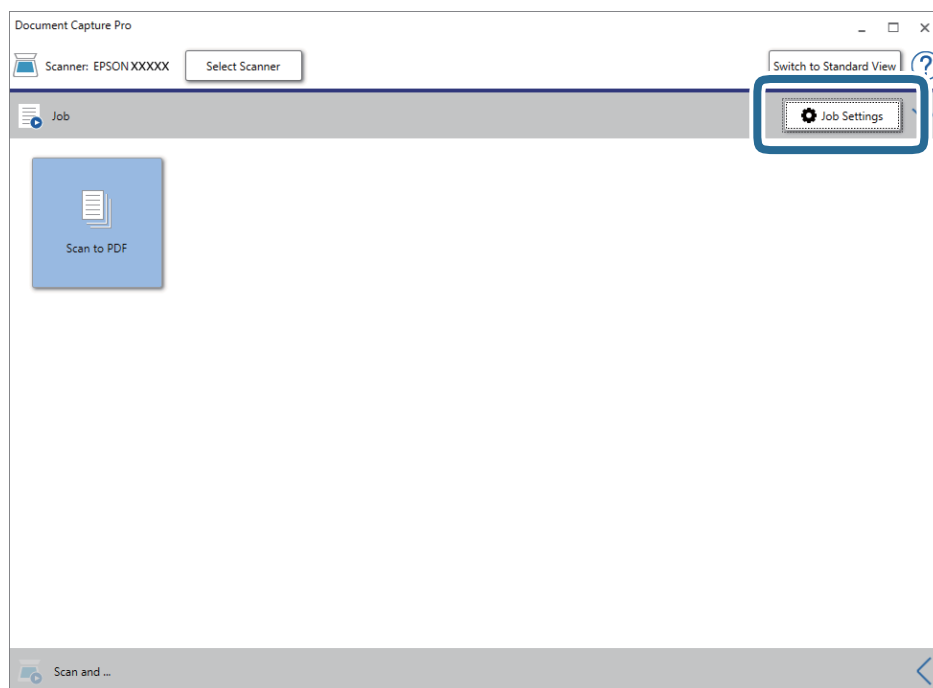 Document Capture Pro
Scanner: EPSON XXXXX Select Scanner Switch to Standard View ?
Job Job Settings
Scan to PDF
Scan and ...